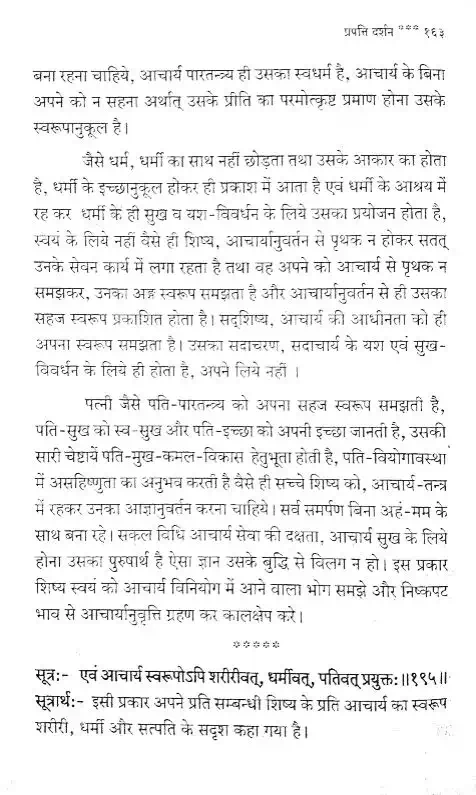 प्रपत्ति दर्शन *** १६३
बना रहना चाहिये, आचार्य पारतन्त्र्य ही उसका स्वधर्म है, आचार्य के बिना
अपने को न सहना अर्थात् उसके प्रीति का परमोत्कृष्ट प्रमाण होना उसके
स्वरूपानुकूल है।
जैसे धर्म, धर्मी का साथ नहीं छोड़ता तथा उसके आकार का होता
है, धर्मी के इच्छानुकूल होकर ही प्रकाश में आता है एवं धर्मी के आश्रय में
रह कर धर्मी के ही सुख व यश-विवर्धन के लिये उसका प्रयोजन होता है,
स्वयं के लिये नहीं वैसे ही शिष्य, आचार्यानुवर्तन से पृथक न होकर सतत्
उनके सेवन कार्य में लगा रहता है तथा वह अपने को आचार्य से पृथक न
समझकर, उनका अङ्ग स्वरूप समझता है और आचार्यानुवर्तन से ही उसका
सहज स्वरूप प्रकाशित होता है। सद्शिष्य, आचार्य की आधीनता को ही
अपना स्वरूप समझता है। उसका सदाचरण, सदाचार्य के यश एवं सुख-
विवर्धन के लिये ही होता है, अपने लिये नहीं ।
पत्नी जैसे पति-पारतन्त्र्य को अपना सहज स्वरूप समझती है,
पति-सुख को स्व-सुख और पति-इच्छा को अपनी इच्छा जानती है, उसकी
सारी चेष्टायें पति-मुख-कमल-विकास हेतुभूता होती है, पति-वियोगावस्था
में असहिष्णुता का अनुभव करती है वैसे ही सच्चे शिष्य को, आचार्य-तन्त्र
में रहकर उनका आज्ञानुवर्तन करना चाहिये। सर्व समर्पण बिना अहं-मम के
साथ बना रहे। सकल विधि आचार्य सेवा की दक्षता, आचार्य सुख के लिये
होना उसका पुरुषार्थ है ऐसा ज्ञान उसके बुद्धि से विलग न हो। इस प्रकार
शिष्य स्वयं को आचार्य विनियोग में आने वाला भोग समझे और निष्कपट
भाव से आचार्यानुवृत्ति ग्रहण कर कालक्षेप करे।
*****
सूत्र:- एवं आचार्य स्वरूपोऽपि शरीरीवत्, धर्मीवत्, पतिवत् प्रयुक्तः॥१९५॥
सूत्रार्थ:- इसी प्रकार अपने प्रति सम्बन्धी शिष्य के प्रति आचार्य का स्वरूप
शरीरी, धर्मी और सत्पति के सदृश कहा गया है।